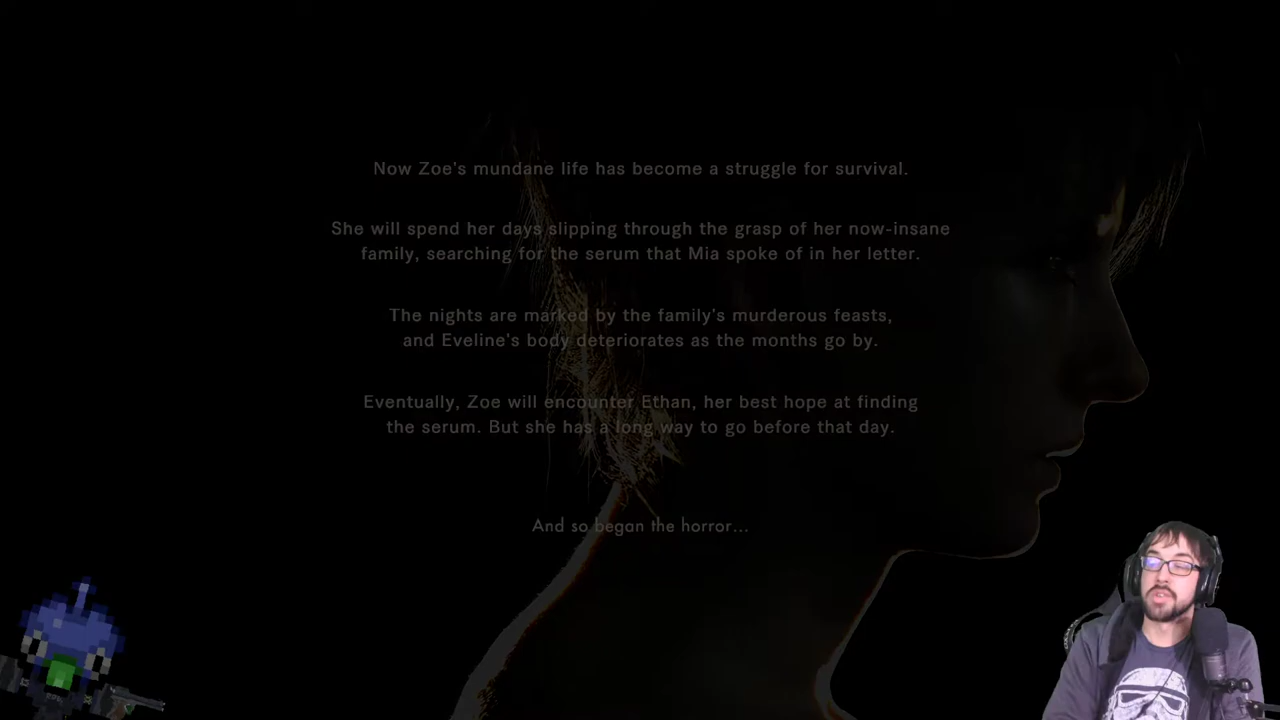 Now Zoe's mundane life has become a struggle for survival.
She will spend her days slipping through the grasp of her now-insane
family, searching for the serum that Mia spoke of in her letter.
The nights are marked by the family's murderous feasts,
and Eveline's body deteriorates as the months go by.
Eventually, Zoe will encounter Ethan, her best hope at finding
the serum. But she has a long way to go before that day.
And so began the horror...